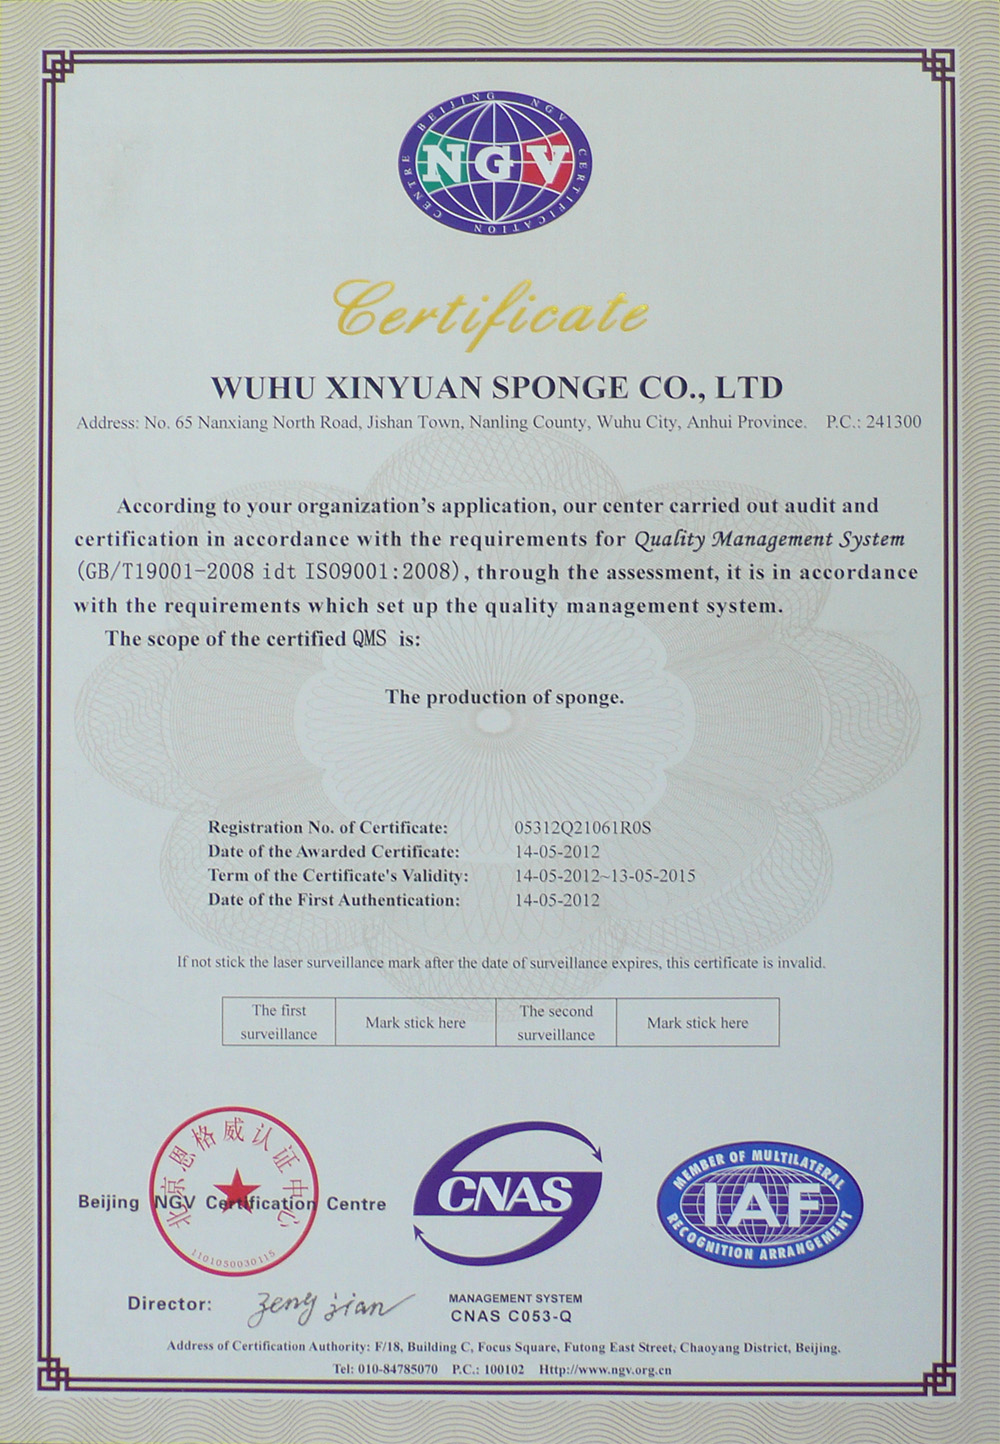 BEIJING NGV CERTIFICATION CENTRE
NGV
Certificate
WUHU XINYUAN SPONGE CO., LTD
Address: No. 65 Nanxiang North Road, Jishan Town, Nanling County, Wuhu City, Anhui Province. P.C.: 241300
According to your organization's application, our center carried out audit and
certification in accordance with the requirements for Quality Management System
(GB/T19001-2008 idt ISO9001:2008), through the assessment, it is in accordance
with the requirements which set up the quality management system.
The scope of the certified QMS is:
The production of sponge.
Registration No. of Certificate: 05312Q21061R0S
Date of the Awarded Certificate: 14-05-2012
Term of the Certificate's Validity: 14-05-2012~13-05-2015
Date of the First Authentication: 14-05-2012
If not stick the laser surveillance mark after the date of surveillance expires, this certificate is invalid.
The first surveillance Mark stick here The second surveillance Mark stick here
北京恩格威认证中心
1101050030115
Beijing NGV Certification Centre
CNAS
MEMBER OF MULTILATERAL
IAF
RECOGNITION ARRANGEMENT
Director: Zeng jian
MANAGEMENT SYSTEM
CNAS C053-Q
Address of Certification Authority: F/18, Building C, Focus Square, Futong East Street, Chaoyang District, Beijing.
Tel: 010-84785070 P.C.: 100102 Http://www.ngv.org.cn